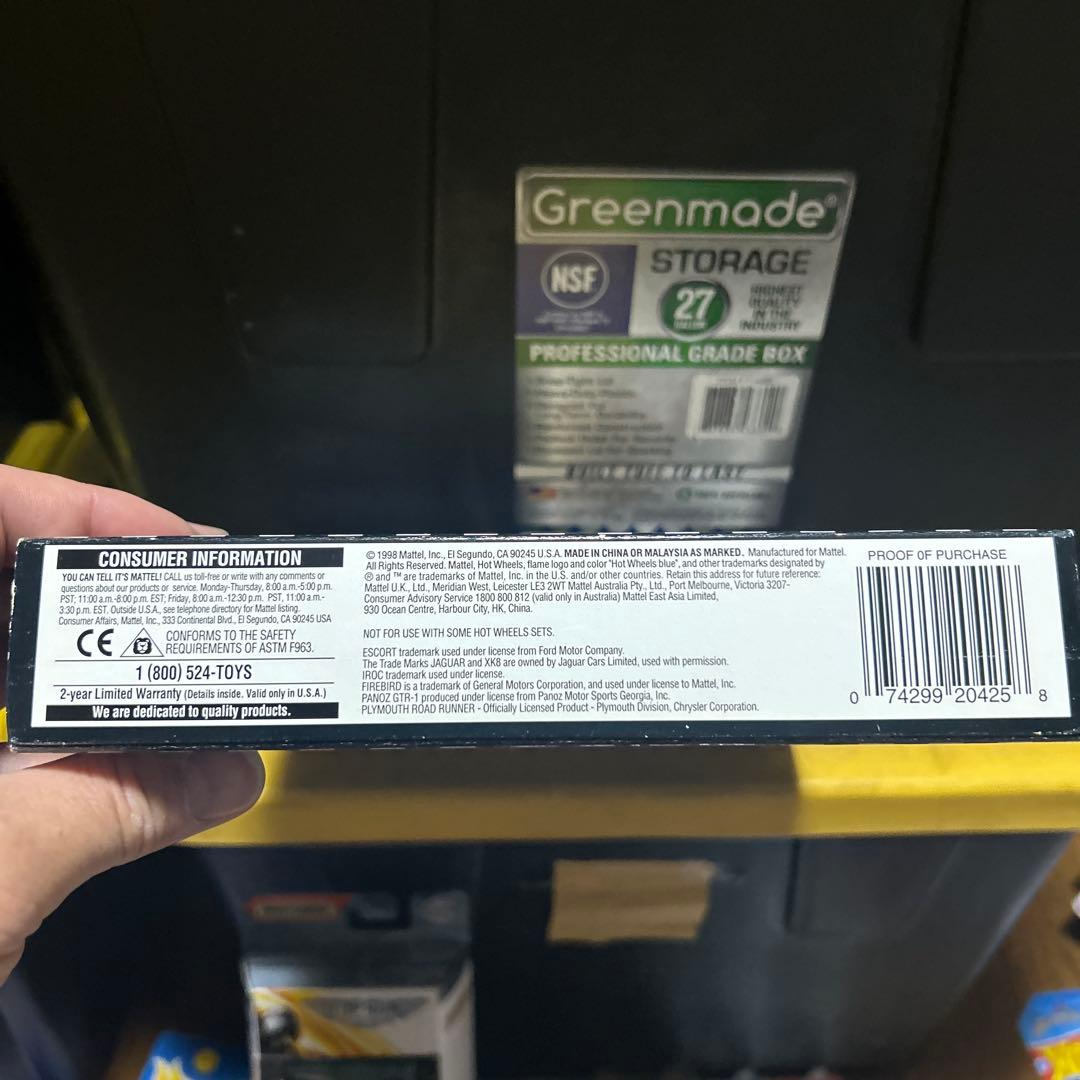 Greenmade®
NSF
STORAGE
27
GALLON
HIGHEST
QUALITY
IN THE
INDUSTRY
PROFESSIONAL GRADE BOX
CONSUMER INFORMATION
YOU CAN TELL IT'S MATTEL! CALL us toll-free or write with any comments or
questions about our products or service. Monday-Thursday, 8:00 a.m.-5:00 p.m.
PST; 11:00 a.m.-8:00 p.m. EST; Friday, 8:00 a.m.-12:30 p.m. PST, 11:00 a.m.-
3:30 p.m. EST. Outside U.S.A., see telephone directory for Mattel listing.
Consumer Affairs, Mattel, Inc., 333 Continental Blvd., El Segundo, CA 90245 USA
CE
CONFORMS TO THE SAFETY
REQUIREMENTS OF ASTM F963.
1 (800) 524-TOYS
2-year Limited Warranty (Details inside. Valid only in U.S.A.)
We are dedicated to quality products.
© 1998 Mattel, Inc., El Segundo, CA 90245 U.S.A. MADE IN CHINA OR MALAYSIA AS MARKED. Manufactured for Mattel.
All Rights Reserved. Mattel, Hot Wheels, flame logo and color "Hot Wheels blue", and other trademarks designated by
® and ™ are trademarks of Mattel, Inc. in the U.S. and/or other countries. Retain this address for future reference:
Mattel U.K., Ltd., Meridian West, Leicester LE3 2WT Mattel Australia Pty., Ltd., Port Melbourne, Victoria 3207-
Consumer Advisory Service 1800 800 812 (valid only in Australia) Mattel East Asia Limited,
930 Ocean Centre, Harbour City, HK, China.
NOT FOR USE WITH SOME HOT WHEELS SETS.
ESCORT trademark used under license from Ford Motor Company.
The Trade Marks JAGUAR and XK8 are owned by Jaguar Cars Limited, used with permission.
IROC trademark used under license.
FIREBIRD is a trademark of General Motors Corporation, and used under license to Mattel, Inc.
PANOZ GTR-1 produced under license from Panoz Motor Sports Georgia, Inc.
PLYMOUTH ROAD RUNNER - Officially Licensed Product - Plymouth Division, Chrysler Corporation.
PROOF OF PURCHASE
0 74299 20425 8